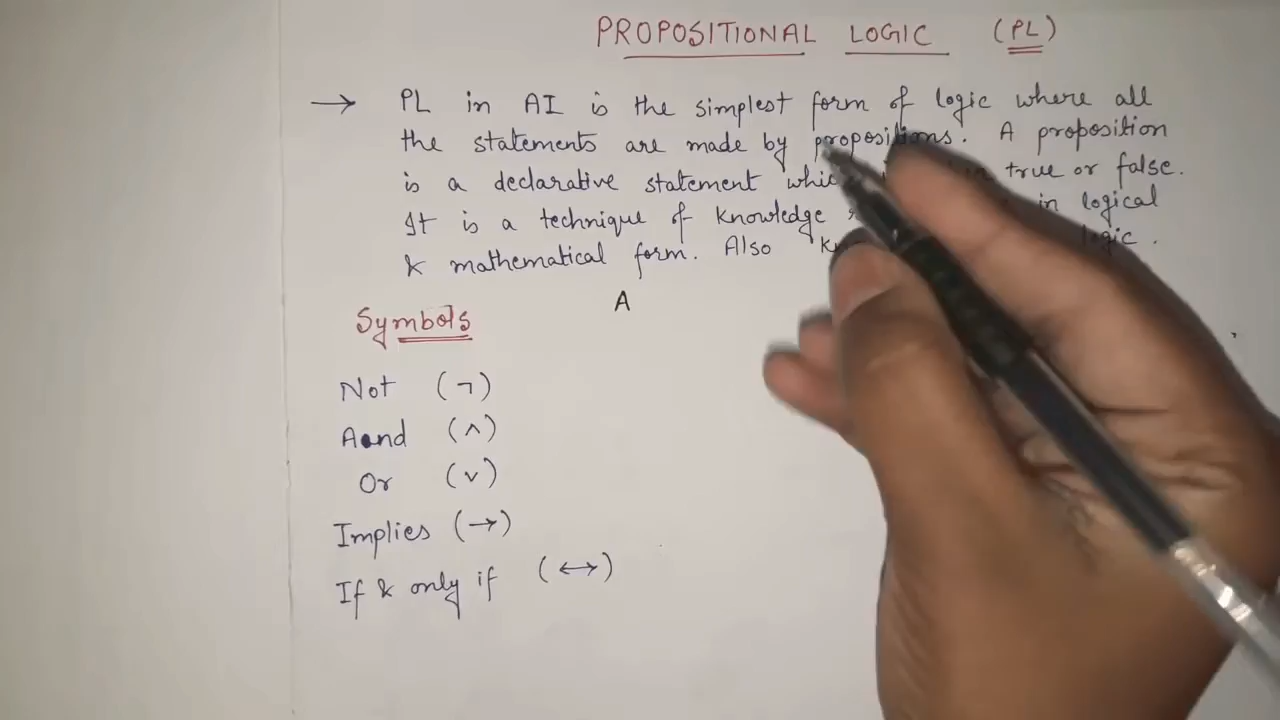 PROPOSITIONAL LOGIC (PL)
→ PL in AI is the simplest form of logic where all
the statements are made by propositions. A proposition
is a declarative statement true or false.
It is a technique of knowledge in logical
& mathematical form. Also logic.
A
Symbols
Not (¬)
And (∧)
Or (∨)
Implies (→)
If & only if (↔)